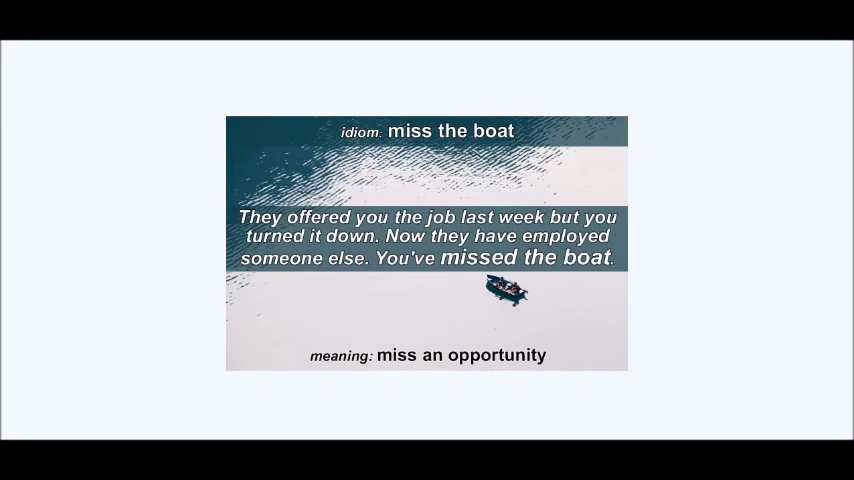 idiom: miss the boat
They offered you the job last week but you
turned it down. Now they have employed
someone else. You've missed the boat.
meaning: miss an opportunity